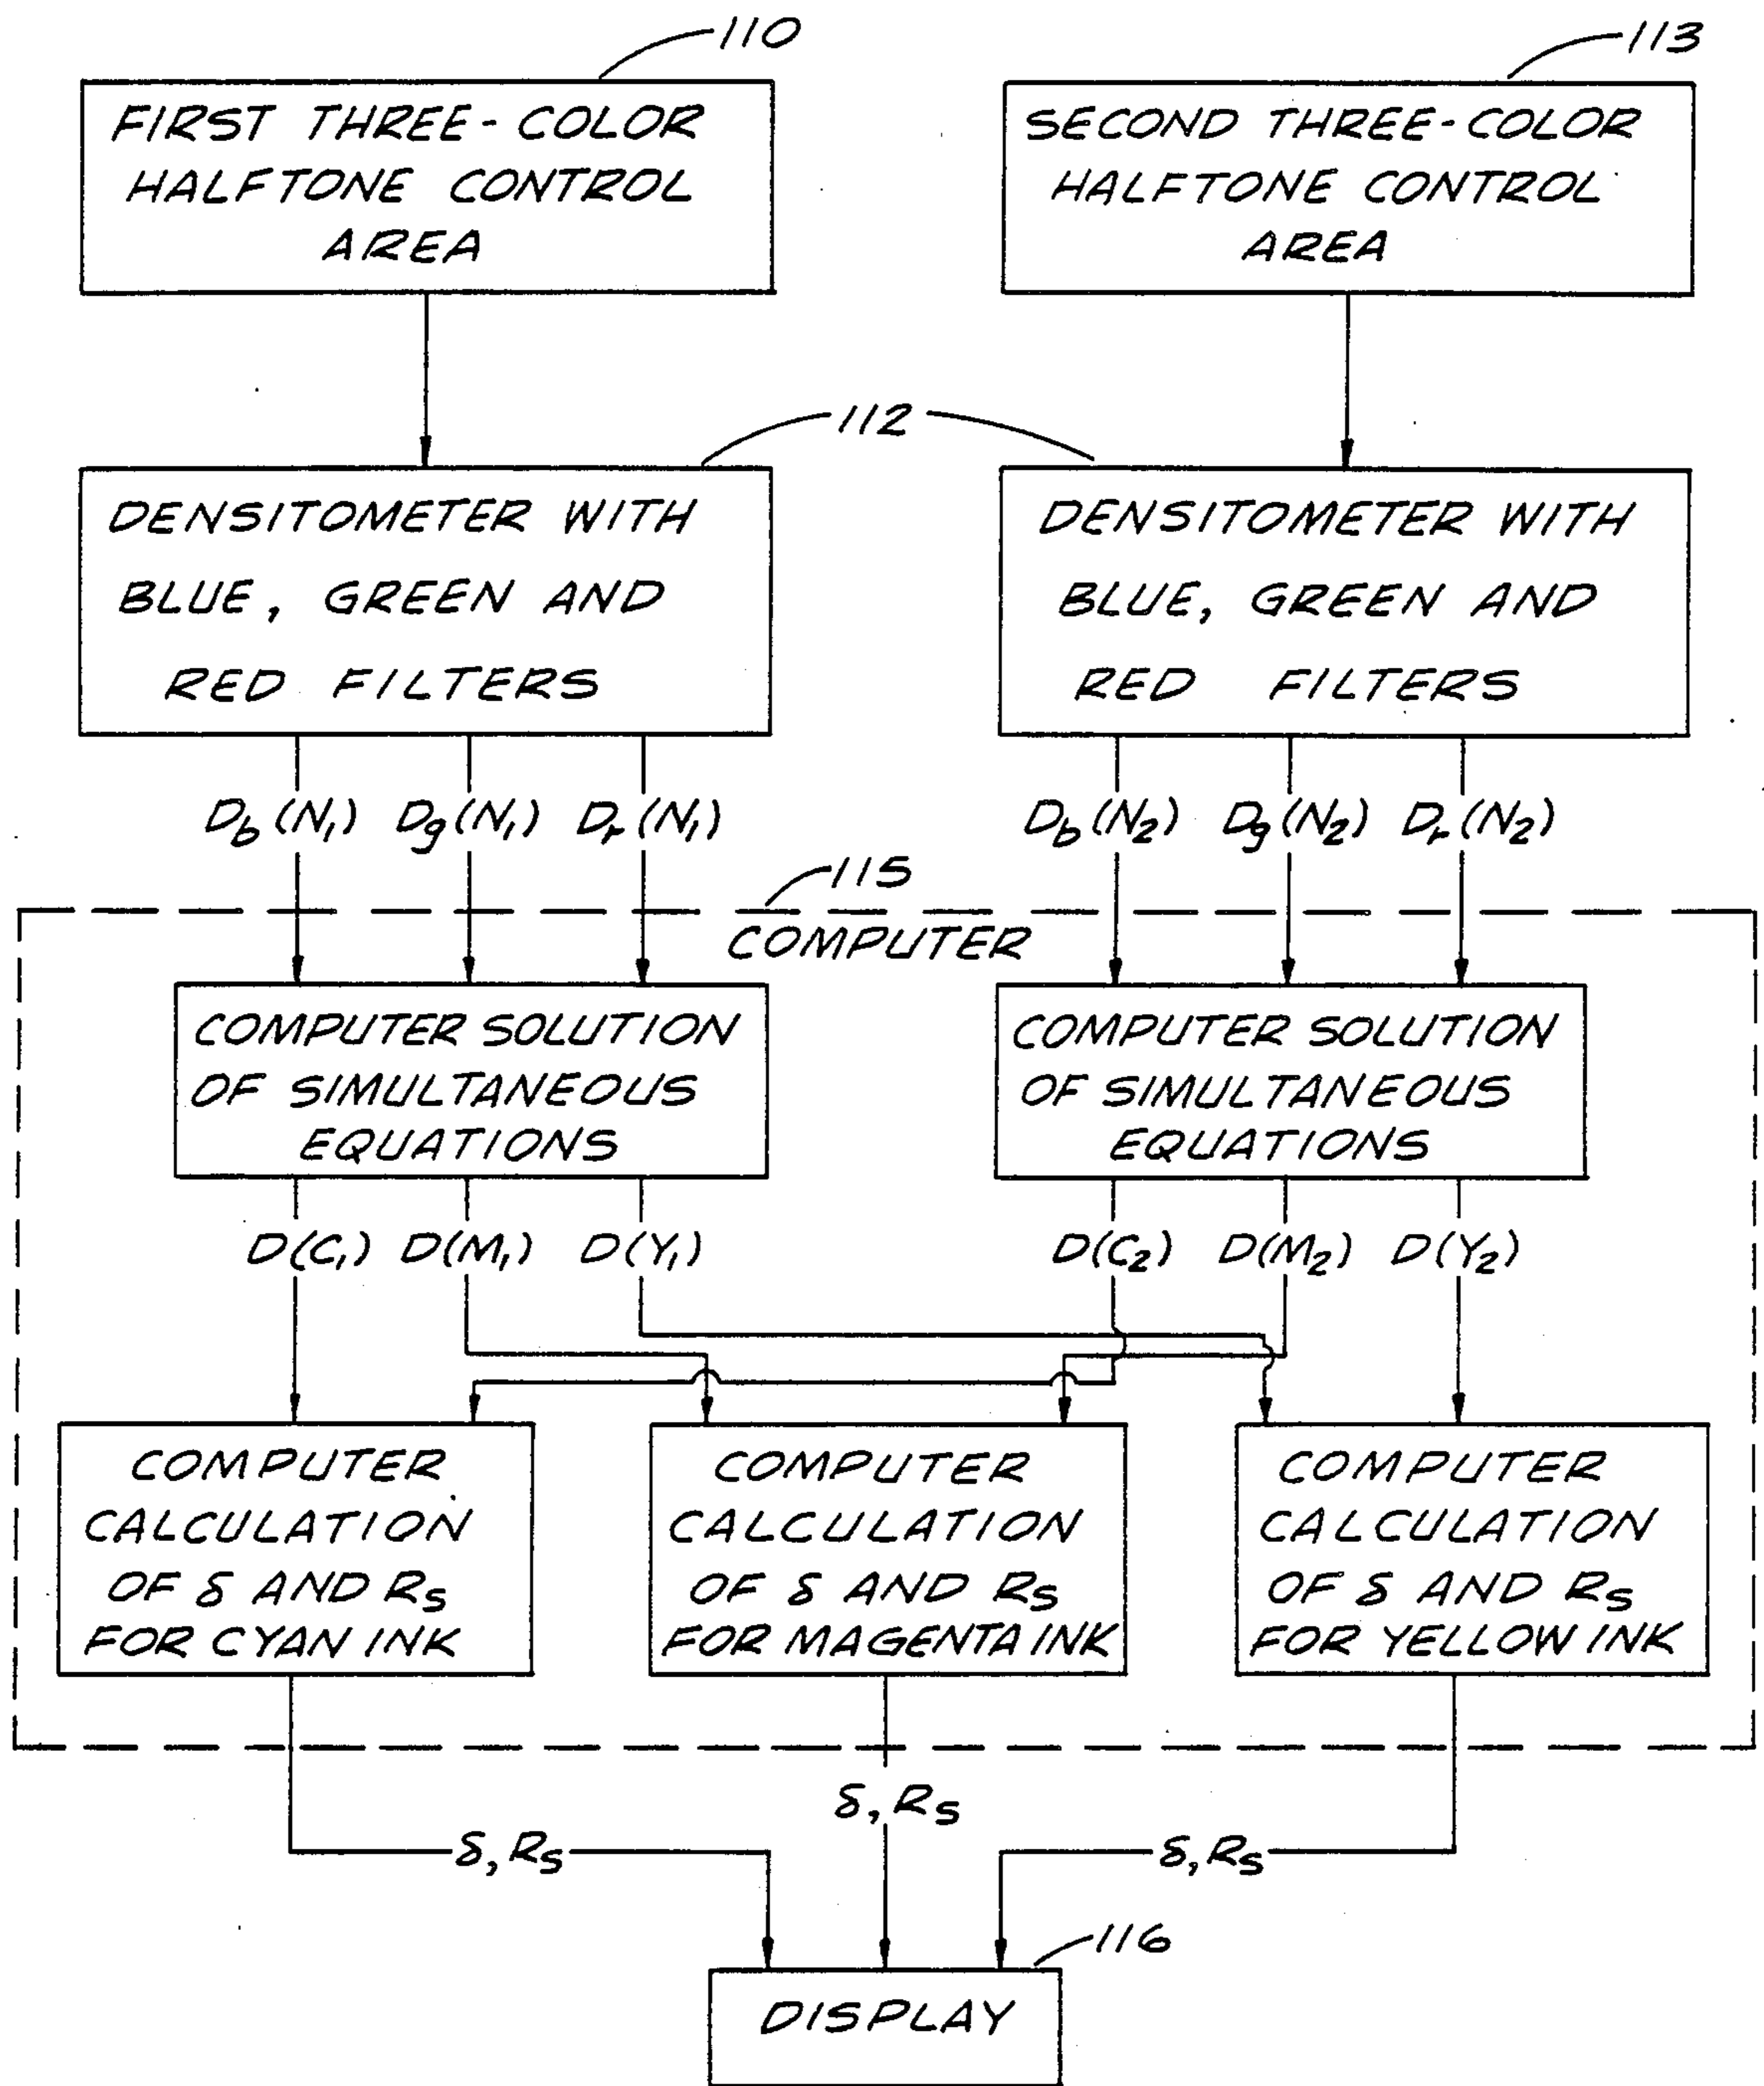 110
113
FIRST THREE-COLOR
HALFTONE CONTROL
AREA
SECOND THREE-COLOR
HALFTONE CONTROL
AREA
112
DENSITOMETER WITH
BLUE, GREEN AND
RED FILTERS
DENSITOMETER WITH
BLUE, GREEN AND
RED FILTERS
Db(N1) Dg(N1) Dr(N1)
Db(N2) Dg(N2) Dr(N2)
115
COMPUTER
COMPUTER SOLUTION
OF SIMULTANEOUS
EQUATIONS
COMPUTER SOLUTION
OF SIMULTANEOUS
EQUATIONS
D(C1) D(M1) D(Y1)
D(C2) D(M2) D(Y2)
COMPUTER
CALCULATION
OF δ AND RS
FOR CYAN INK
COMPUTER
CALCULATION
OF δ AND RS
FOR MAGENTA INK
COMPUTER
CALCULATION
OF δ AND RS
FOR YELLOW INK
δ, RS
δ, RS
δ, RS
116
DISPLAY